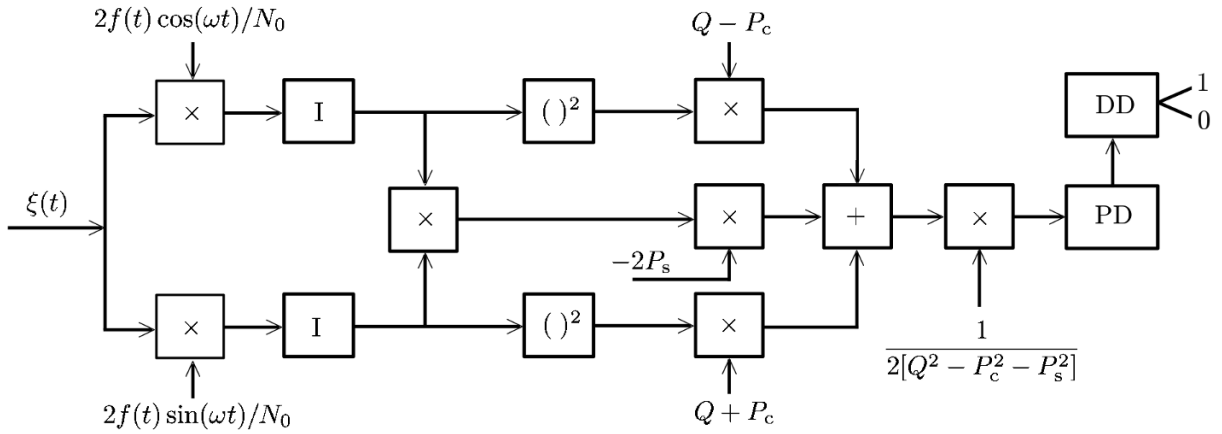 2f(t) cos(ωt)/N₀
Q − P_c
×
I
( )²
×
DD
1
0
ξ(t)
×
×
+
×
PD
−2P_s
×
I
( )²
×
1
2[Q² − P_c² − P_s²]
2f(t) sin(ωt)/N₀
Q + P_c